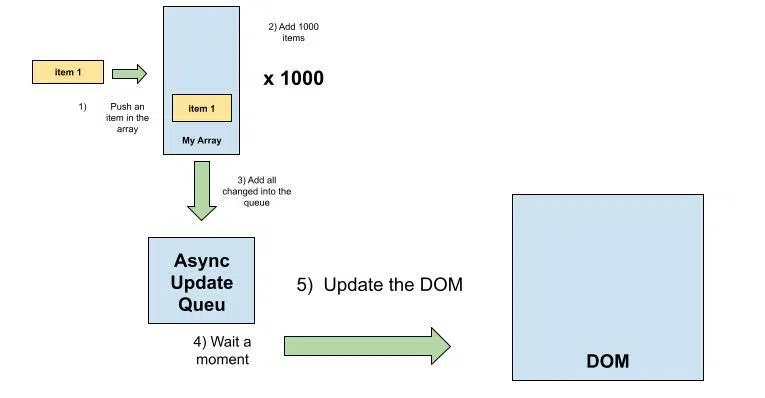 2) Add 1000
items
item 1
x 1000
1) Push an
item in the
array
item 1
My Array
3) Add all
changed into the
queue
Async
Update
Queu
5) Update the DOM
4) Wait a
moment
DOM